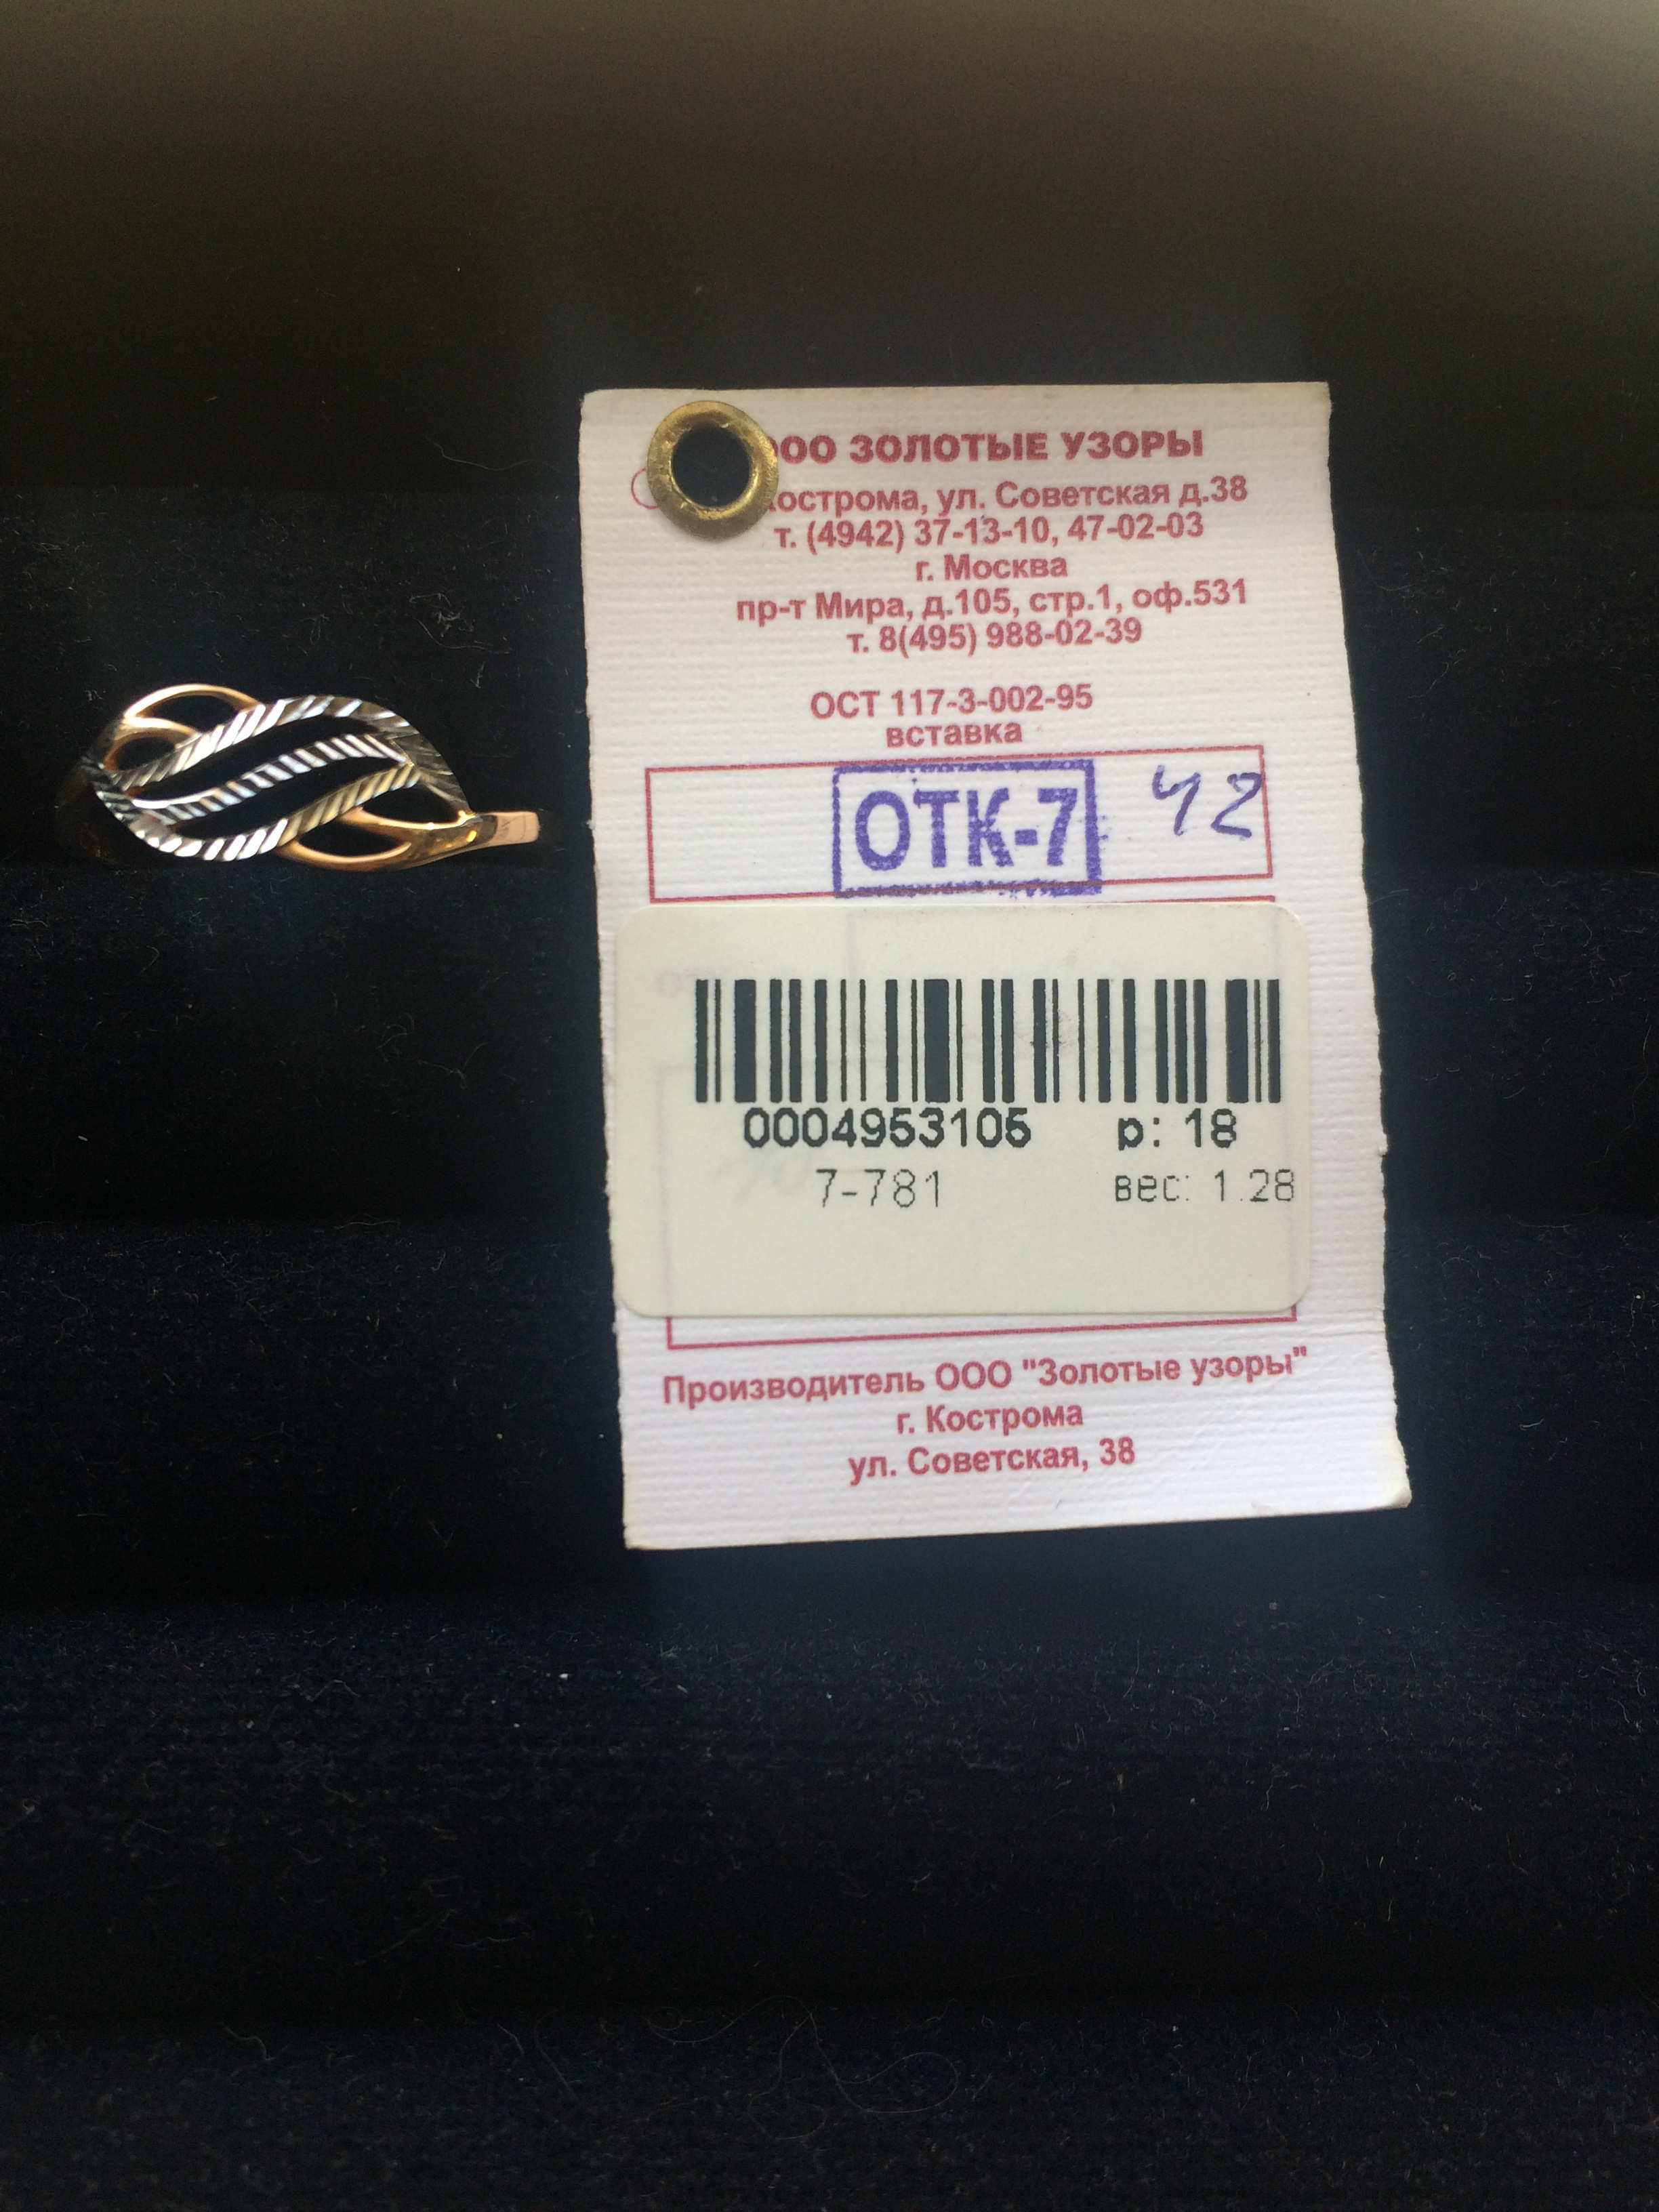 ООО ЗОЛОТЫЕ УЗОРЫ
Кострома, ул. Советская д.38
т. (4942) 37-13-10, 47-02-03
г. Москва
пр-т Мира, д.105, стр.1, оф.531
т. 8(495) 988-02-39
ОСТ 117-3-002-95
вставка
ОТК-7 42
0004953105 р: 18
7-781 вес: 1.28
Производитель ООО "Золотые узоры"
г. Кострома
ул. Советская, 38